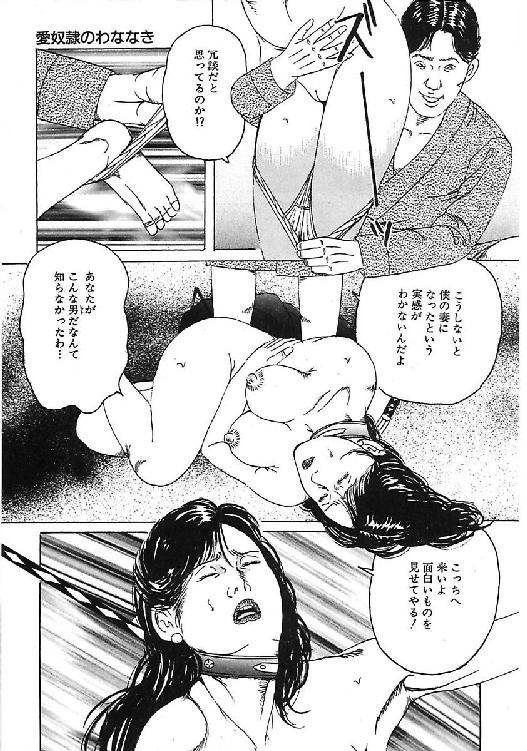 愛奴隷のわななき
冗談だと
思ってるのか!?
こうしないと
僕の妻に
なったという
実感が
わかないんだよ
あなたが
こんな男だなんて
知らなかったわ…
こっちへ
来いよ
面白いものを
見せてやる!